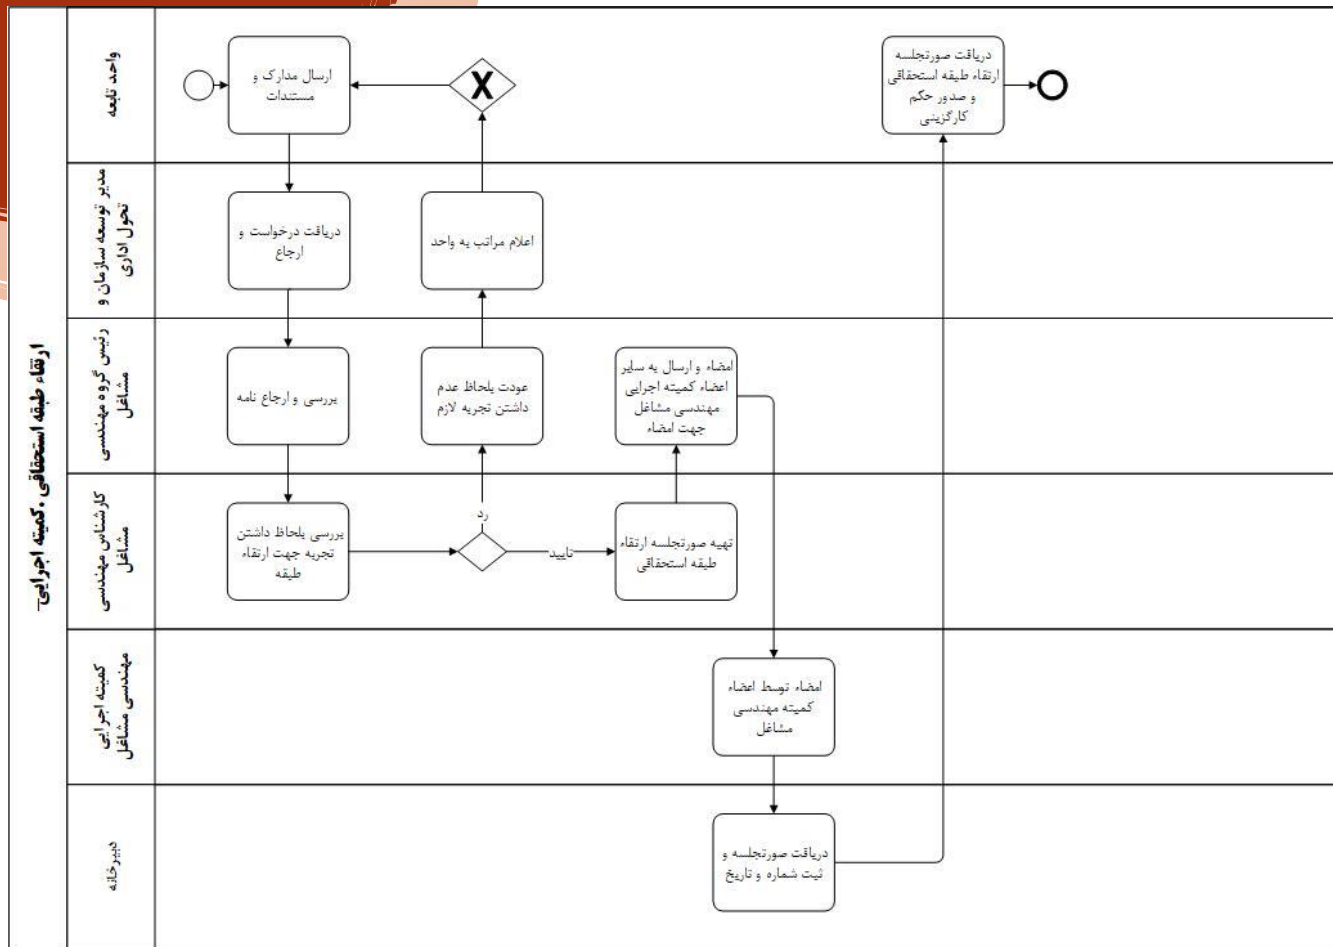 ارتقاء طبقه استحقاقی .کمیته اجرایی-
واحد تابعه
ارسال مدارک و
مستندات
X
دریافت صورتجلسه
ارتقاء طبقه استحقاقی
و صدور حکم
کارگزینی
مدیر توسعه سازمان و
تحول اداری
دریافت درخواست و
ارجاع
اعلام مراتب به واحد
رئیس گروه مهندسی
مشاغل
بررسی و ارجاع نامه
عودت بلحاظ عدم
داشتن تجربه لازم
امضاء و ارسال به سایر
اعضاء کمیته اجرایی
مهندسی مشاغل
جهت امضاء
کارشناس مهندسی
مشاغل
بررسی بلحاظ داشتن
تجربه جهت ارتقاء
طبقه
رد
تایید
تهیه صورتجلسه ارتقاء
طبقه استحقاقی
کمیته اجرایی
مهندسی مشاغل
امضاء توسط اعضاء
کمیته مهندسی
مشاغل
دبیرخانه
دریافت صورتجلسه و
ثبت شماره و تاریخ